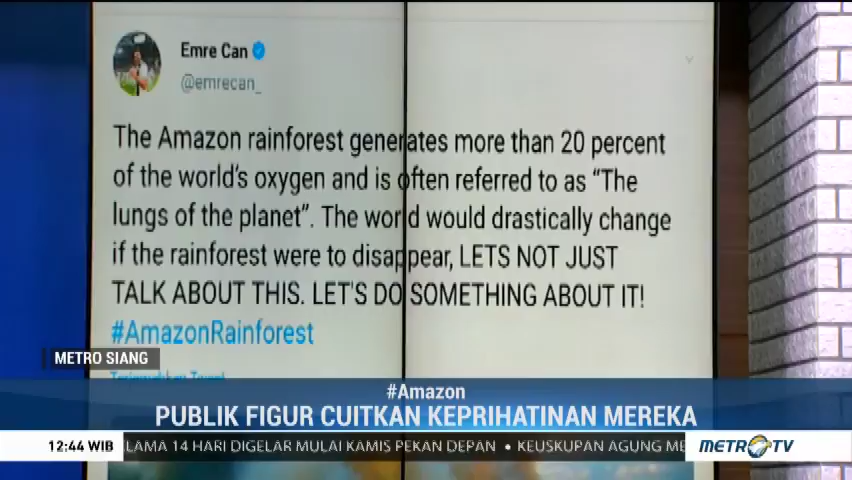 Emre Can
@emrecan_
The Amazon rainforest generates more than 20 percent
of the world's oxygen and is often referred to as “The
lungs of the planet”. The world would drastically change
if the rainforest were to disappear, LETS NOT JUST
TALK ABOUT THIS. LET'S DO SOMETHING ABOUT IT!
#AmazonRainforest
METRO SIANG
#Amazon
PUBLIK FIGUR CUITKAN KEPRIHATINAN MEREKA
12:44 WIB LAMA 14 HARI DIGELAR MULAI KAMIS PEKAN DEPAN • KEUSKUPAN AGUNG ME METRO TV